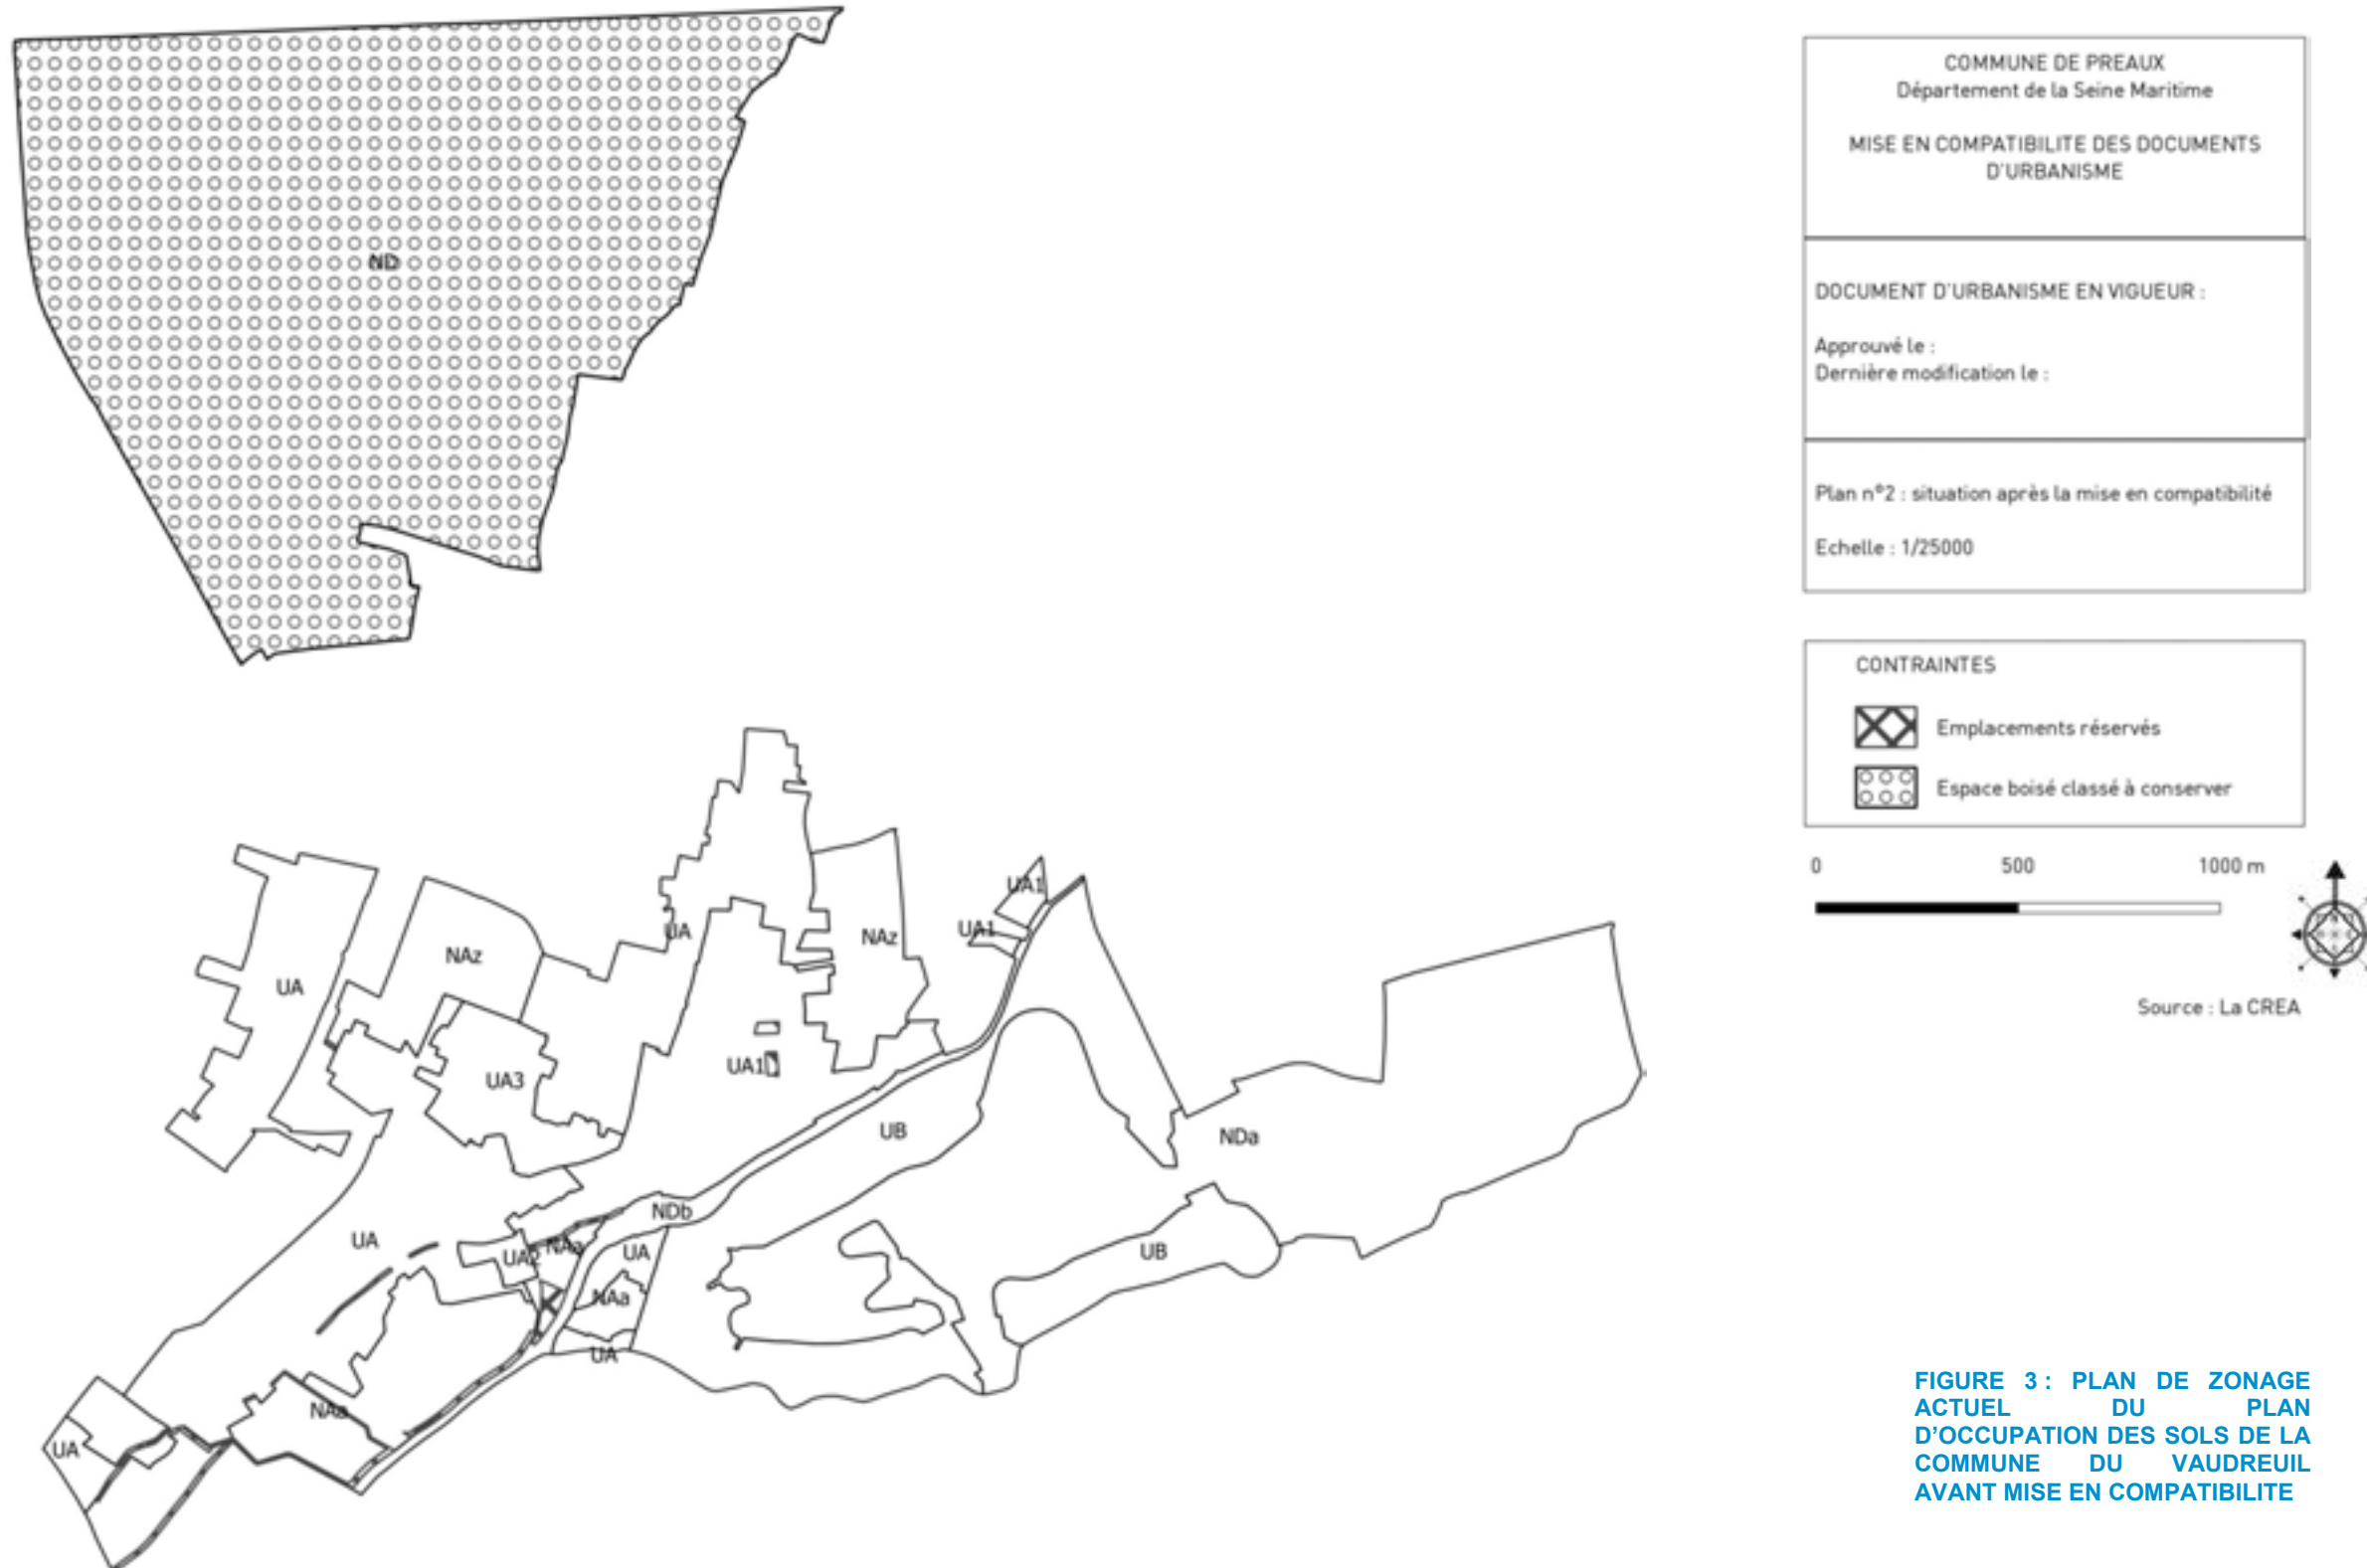 COMMUNE DE PREAUX
Département de la Seine Maritime
MISE EN COMPATIBILITE DES DOCUMENTS
D'URBANISME
DOCUMENT D'URBANISME EN VIGUEUR :
Approuvé le :
Dernière modification le :
Plan n°2 : situation après la mise en compatibilité
Echelle : 1/25000
CONTRAINTES
Emplacements réservés
Espace boisé classé à conserver
0 500 1000 m
Source : La CREA
ND
UA1
UA1
UA
NAz
NAz
UA
UA1
UA3
UB
NDa
NDb
UA
UA2
NAa
UA
UB
NAa
UA
NAa
UA
FIGURE 3 : PLAN DE ZONAGE
ACTUEL DU PLAN
D'OCCUPATION DES SOLS DE LA
COMMUNE DU VAUDREUIL
AVANT MISE EN COMPATIBILITE